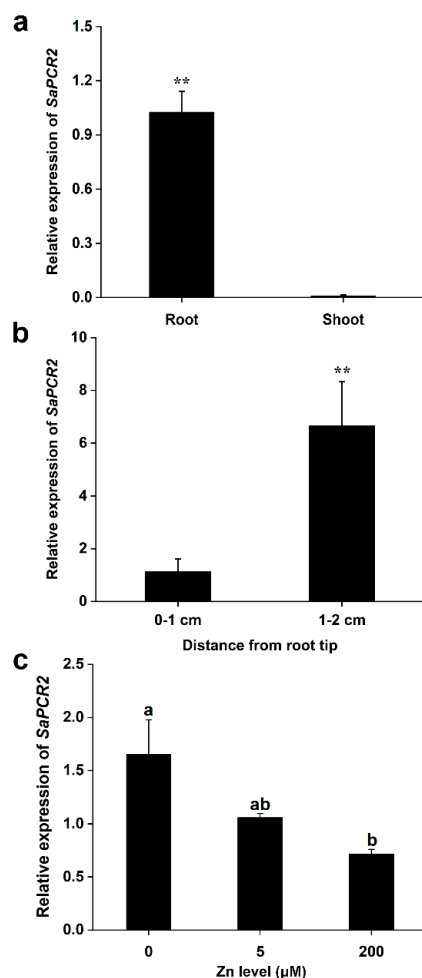 a
Relative expression of SaPCR2
1.5
1.2
0.9
0.6
0.3
0.0
**
Root
Shoot
b
Relative expression of SaPCR2
10
8
6
4
2
0
**
0-1 cm
1-2 cm
Distance from root tip
c
Relative expression of SaPCR2
2.5
2.0
1.5
1.0
0.5
0.0
a
ab
b
0
5
200
Zn level (μM)